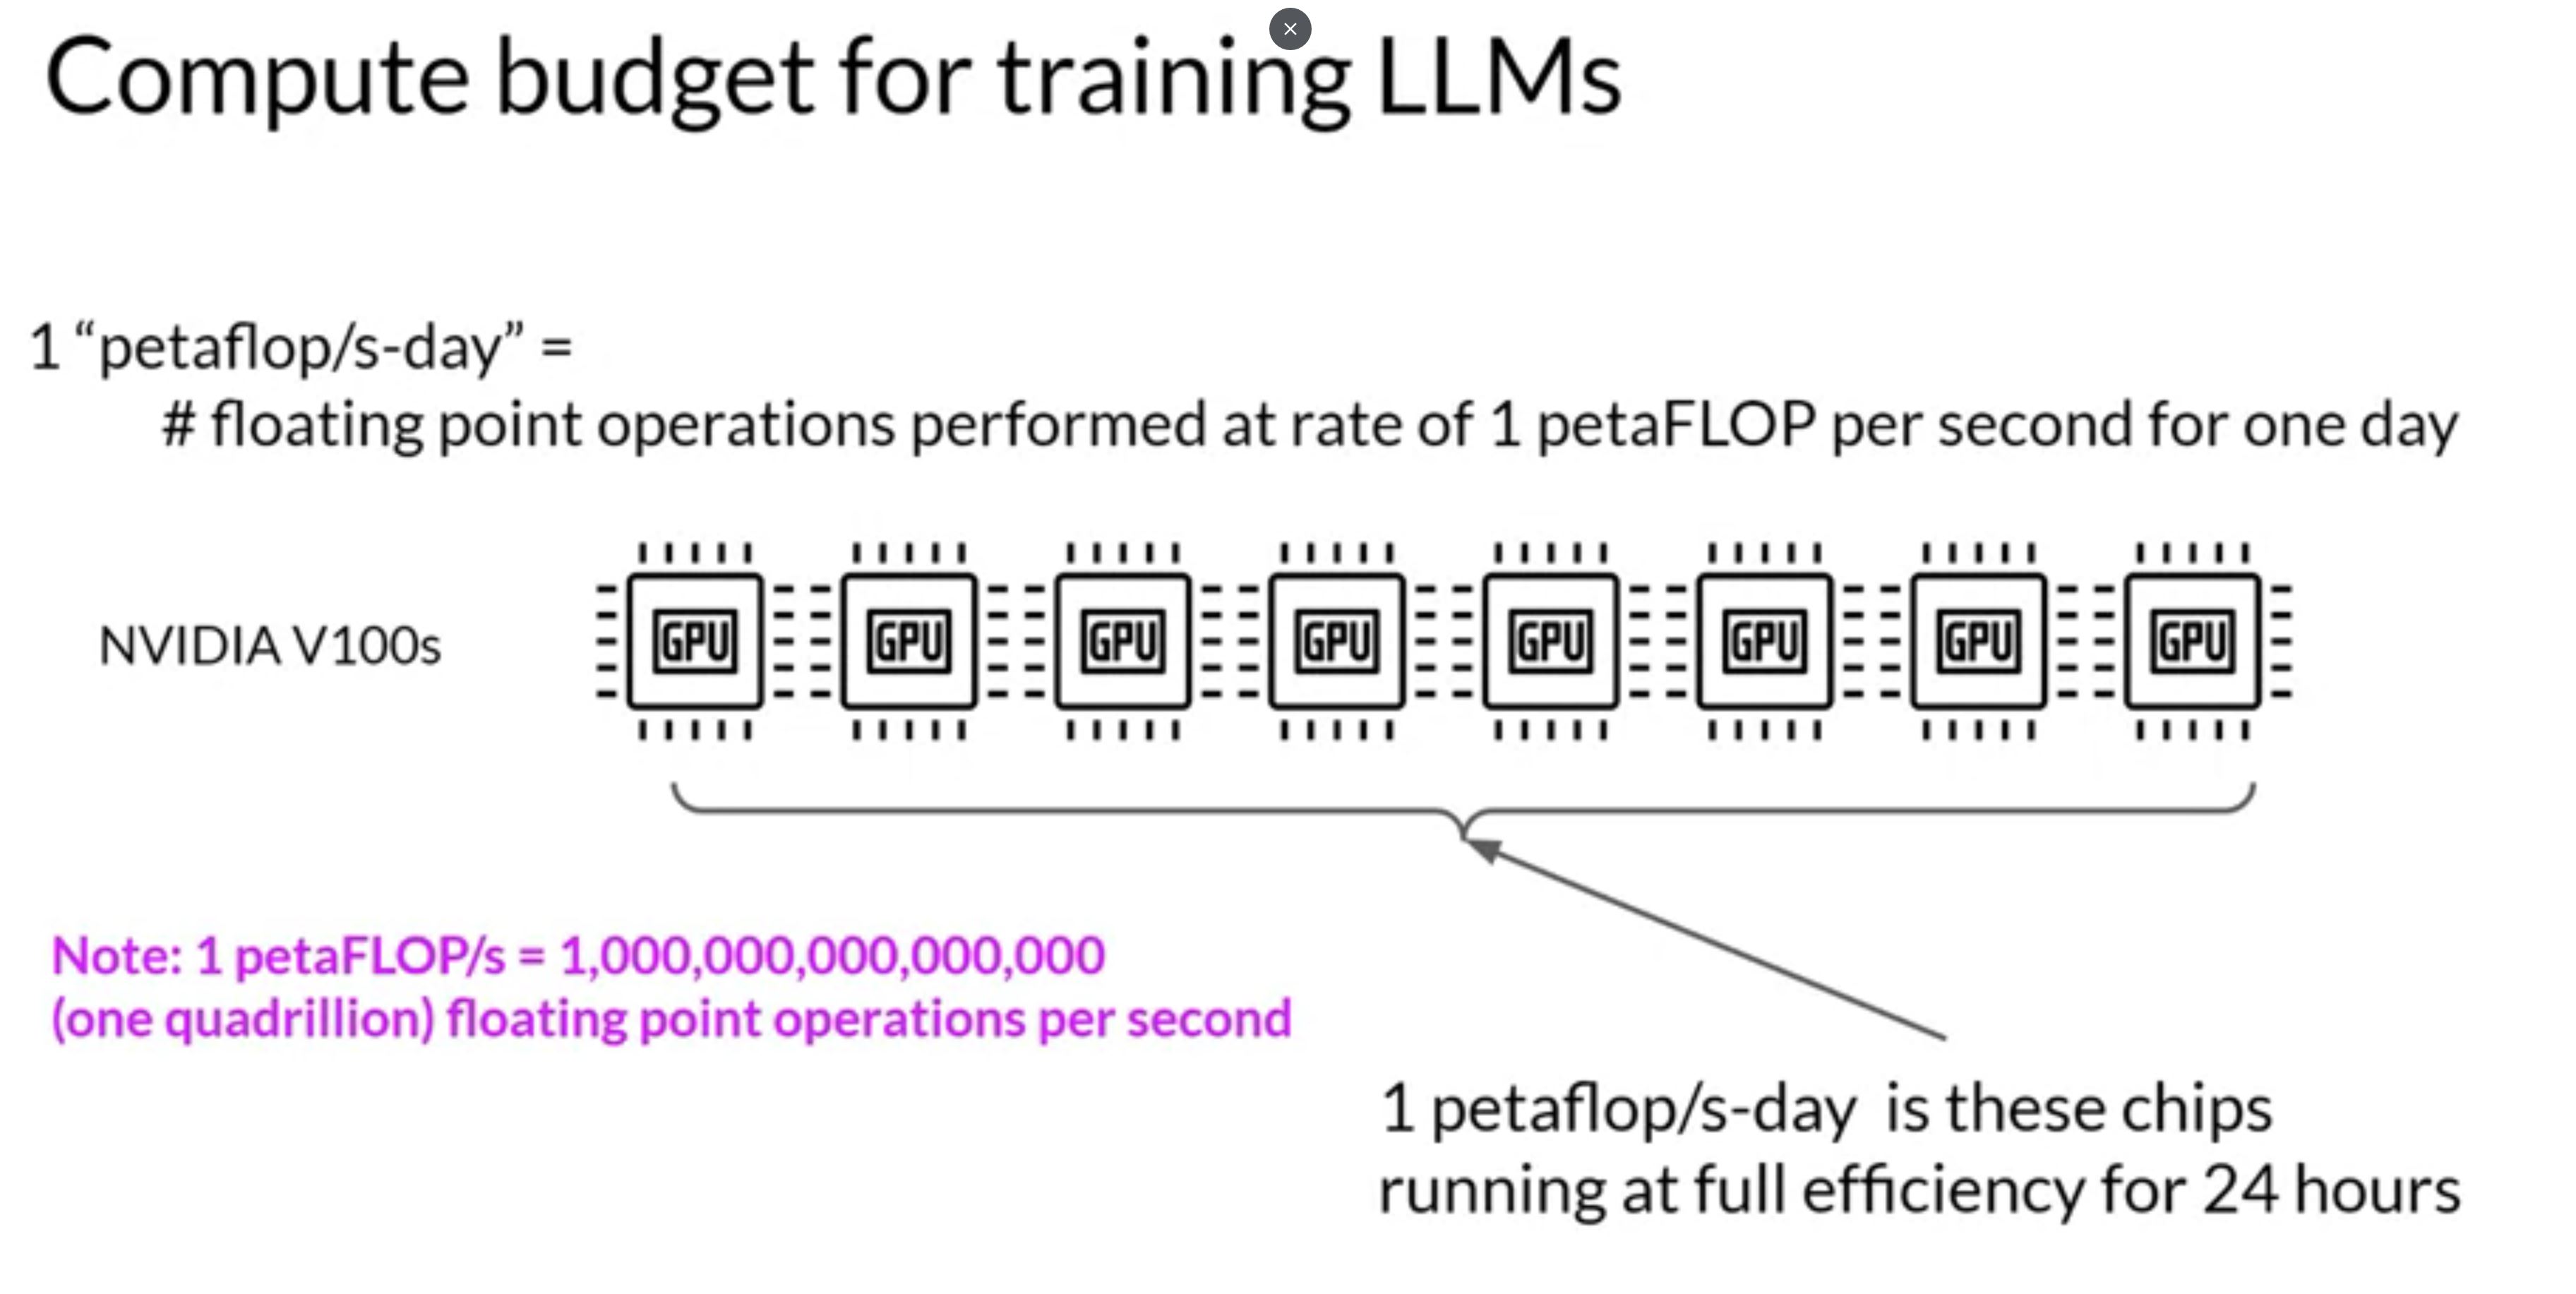 Compute budget for training LLMs
1 “petaflop/s-day” =
# floating point operations performed at rate of 1 petaFLOP per second for one day
NVIDIA V100s
GPU GPU GPU GPU GPU GPU GPU GPU
Note: 1 petaFLOP/s = 1,000,000,000,000,000
(one quadrillion) floating point operations per second
1 petaflop/s-day is these chips
running at full efficiency for 24 hours